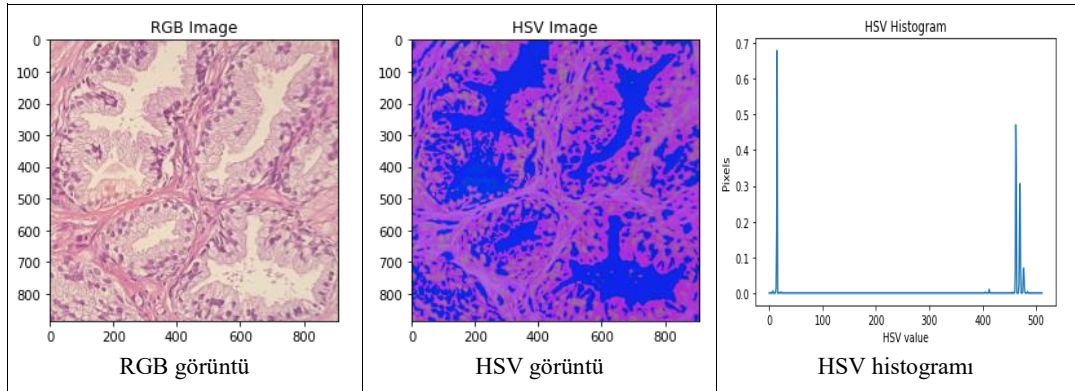 RGB Image
0
100
200
300
400
500
600
700
800
0 200 400 600 800
RGB görüntü
HSV Image
0
100
200
300
400
500
600
700
800
0 200 400 600 800
HSV görüntü
HSV Histogram
0.7
0.6
0.5
0.4
0.3
0.2
0.1
0.0
Pixels
0 100 200 300 400 500
HSV value
HSV histogramı